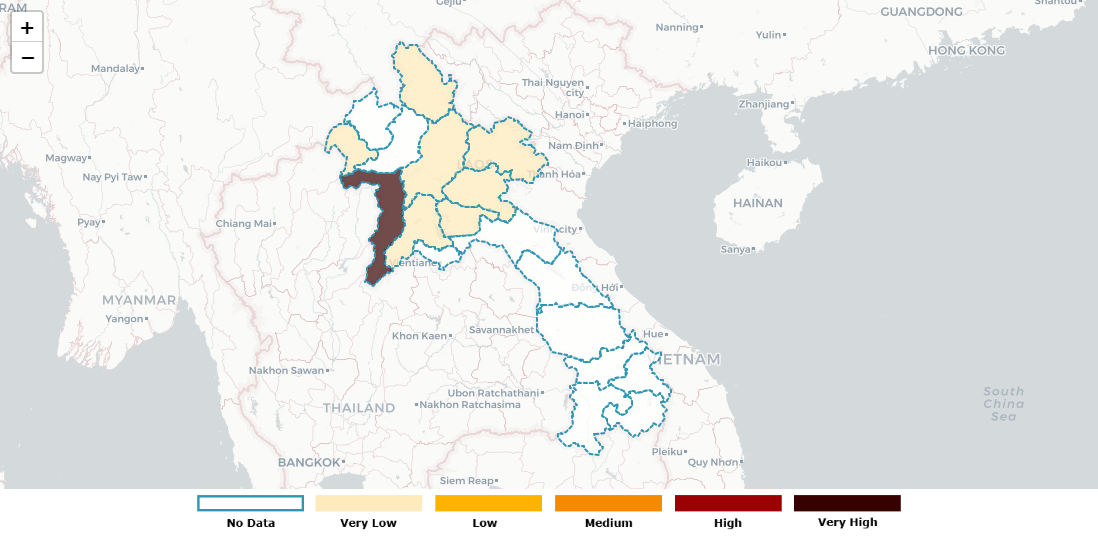 RAM
Gejiu
Shantou
GUANGDONG
Nanning
Yulin
HONG KONG
+
−
Mandalay
Thai Nguyen
city
Zhanjiang
Hanoi
Haiphong
Nam Định
Magway
LAOS
Haikou
Nay Pyi Taw
Thanh Hóa
HAINAN
Pyay
Chiang Mai
Vinh city
Sanya
Vientiane
MYANMAR
Đồng Hới
Yangon
Savannakhet
Khon Kaen
Hue
VIETNAM
Nakhon Sawan
Ubon Ratchathani
South
China
Sea
THAILAND
Nakhon Ratchasima
Pleiku
BANGKOK
Quy Nhơn
Siem Reap
No Data
Very Low
Low
Medium
High
Very High